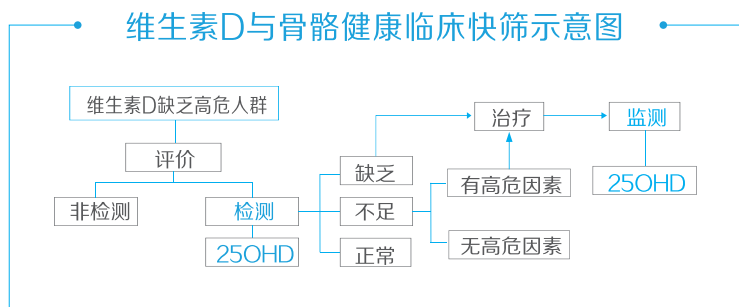 维生素D与骨骼健康临床快筛示意图
维生素D缺乏高危人群
评价
非检测
检测
25OHD
缺乏
不足
正常
治疗
有高危因素
无高危因素
监测
25OHD